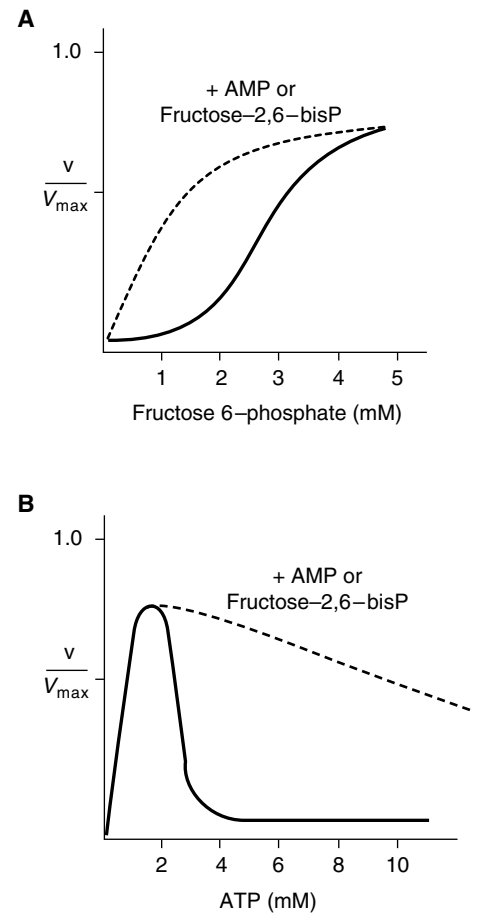 A
1.0
+ AMP or
Fructose–2,6–bisP
v
Vmax
1 2 3 4 5
Fructose 6–phosphate (mM)
B
1.0
+ AMP or
Fructose–2,6–bisP
v
Vmax
2 4 6 8 10
ATP (mM)